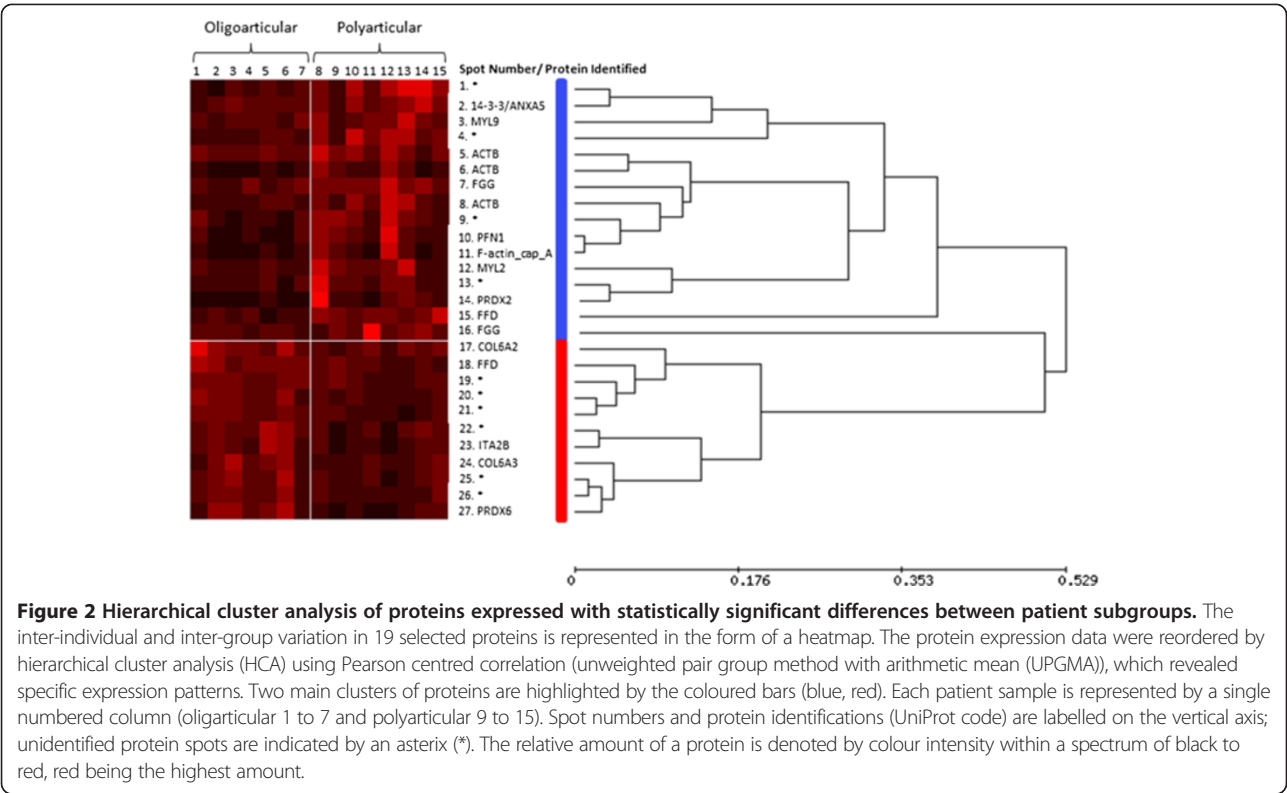 Oligoarticular Polyarticular
1 2 3 4 5 6 7 8 9 10 11 12 13 14 15
Spot Number/ Protein Identified
1. *
2. 14-3-3/ANXA5
3. MYL9
4. *
5. ACTB
6. ACTB
7. FGG
8. ACTB
9. *
10. PFN1
11. F-actin_cap_A
12. MYL2
13. *
14. PRDX2
15. FFD
16. FGG
17. COL6A2
18. FFD
19. *
20. *
21. *
22. *
23. ITA2B
24. COL6A3
25. *
26. *
27. PRDX6
0 0.176 0.353 0.529
Figure 2 Hierarchical cluster analysis of proteins expressed with statistically significant differences between patient subgroups. The
inter-individual and inter-group variation in 19 selected proteins is represented in the form of a heatmap. The protein expression data were reordered by
hierarchical cluster analysis (HCA) using Pearson centred correlation (unweighted pair group method with arithmetic mean (UPGMA)), which revealed
specific expression patterns. Two main clusters of proteins are highlighted by the coloured bars (blue, red). Each patient sample is represented by a single
numbered column (oligarticular 1 to 7 and polyarticular 9 to 15). Spot numbers and protein identifications (UniProt code) are labelled on the vertical axis;
unidentified protein spots are indicated by an asterix (*). The relative amount of a protein is denoted by colour intensity within a spectrum of black to
red, red being the highest amount.